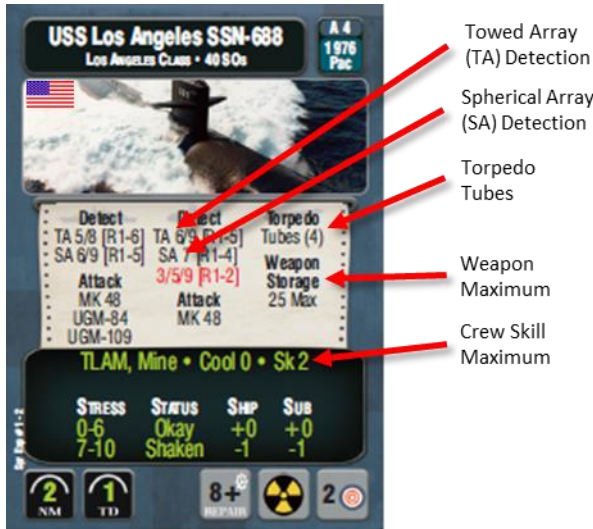 USS Los Angeles SSN-688
LOS ANGELES CLASS • 40 SOS
A 4
1976
Pac
Towed Array
(TA) Detection
Spherical Array
(SA) Detection
Torpedo
Tubes
Weapon
Maximum
Crew Skill
Maximum
Detect
TA 5/8 [R1-6]
SA 6/9 [R1-5]
Attack
MK 48
UGM-84
UGM-109
TA 6/9 [R1-5]
SA 7 [R1-4]
3/5/9 [R1-2]
Attack
MK 48
Torpedo
Tubes (4)
Weapon
Storage
25 Max
TLAM, Mine • Cool 0 • Sk 2
STRESS STATUS SHIP SUB
0-6 Okay +0 +0
7-10 Shaken -1 -1
2
NM
1
TD
8+
REPAIR
2